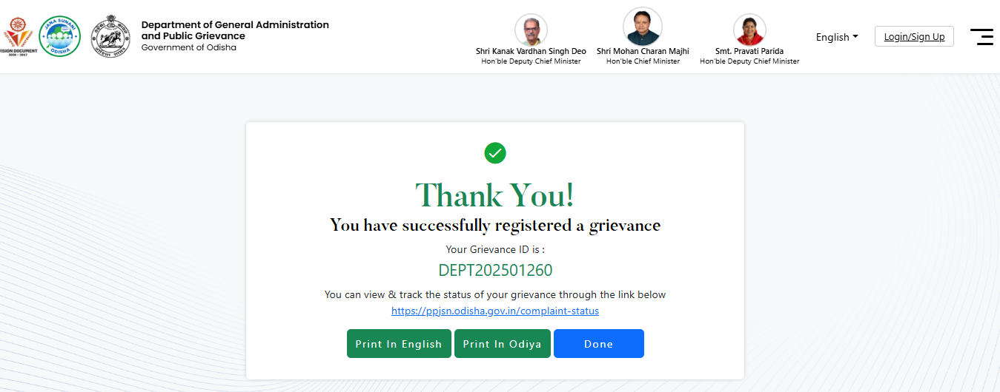 VISION DOCUMENT
2036 | 2047
JANA SUNANI
ODISHA
Department of General Administration
and Public Grievance
Government of Odisha
Shri Kanak Vardhan Singh Deo
Hon'ble Deputy Chief Minister
Shri Mohan Charan Majhi
Hon'ble Chief Minister
Smt. Pravati Parida
Hon'ble Deputy Chief Minister
English
Login/Sign Up
Thank You!
You have successfully registered a grievance
Your Grievance ID is :
DEPT202501260
You can view & track the status of your grievance through the link below
https://ppjsn.odisha.gov.in/complaint-status
Print In English
Print In Odiya
Done